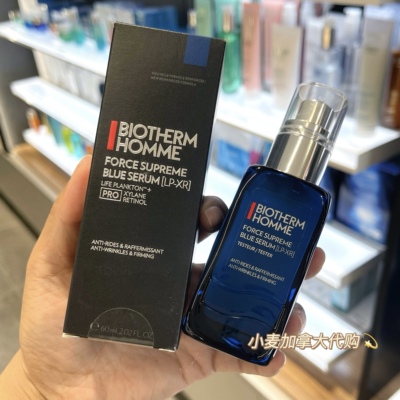 BIOTHERM
HOMME
FORCE SUPREME
BLUE SERUM [LP-XR]
LIFE PLANKTON™+
PRO XYLANE
RETINOL
ANTI-RIDES & RAFFERMISSANT
ANTI-WRINKLES & FIRMING
60 ml 2.02 FL. OZ
BIOTHERM
HOMME
FORCE SUPREME
BLUE SERUM [LP-XR]
TESTEUR / TESTER
ANTI-RIDES & RAFFERMISSANT
ANTI-WRINKLES & FIRMING
小麦加拿大代购